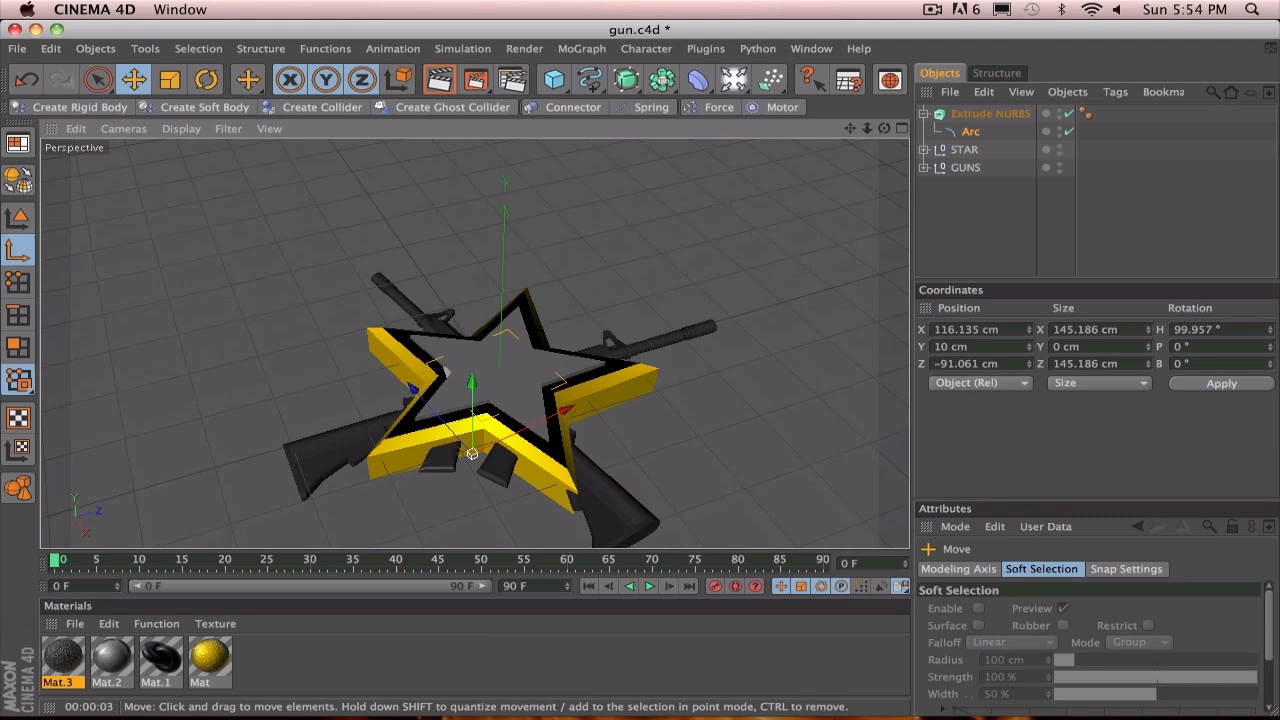 CINEMA 4D Window 6 Sun 5:54 PM
gun.c4d *
File Edit Objects Tools Selection Structure Functions Animation Simulation Render MoGraph Character Plugins Python Window Help
X Y Z
Objects Structure
Create Rigid Body Create Soft Body Create Collider Create Ghost Collider Connector Spring Force Motor
File Edit View Objects Tags Bookma
Edit Cameras Display Filter View
Perspective
Extrude NURBS
Arc
STAR
GUNS
Y
Y
Z
X
Coordinates
Position Size Rotation
X 116.135 cm X 145.186 cm H 99.957 °
Y 10 cm Y 0 cm P 0 °
Z -91.061 cm Z 145.186 cm B 0 °
Object (Rel) Size Apply
Attributes
Mode Edit User Data
Move
Modeling Axis Soft Selection Snap Settings
Soft Selection
Enable Preview
Surface Rubber Restrict
Falloff Linear Mode Group
Radius 100 cm
Strength 100 %
Width . . 50 %
0 5 10 15 20 25 30 35 40 45 50 55 60 65 70 75 80 85 90 0 F
0 F 0 F 90 F 90 F
Materials
File Edit Function Texture
Mat.3 Mat.2 Mat.1 Mat
MAXON
CINEMA 4D
00:00:03 Move: Click and drag to move elements. Hold down SHIFT to quantize movement / add to the selection in point mode, CTRL to remove.